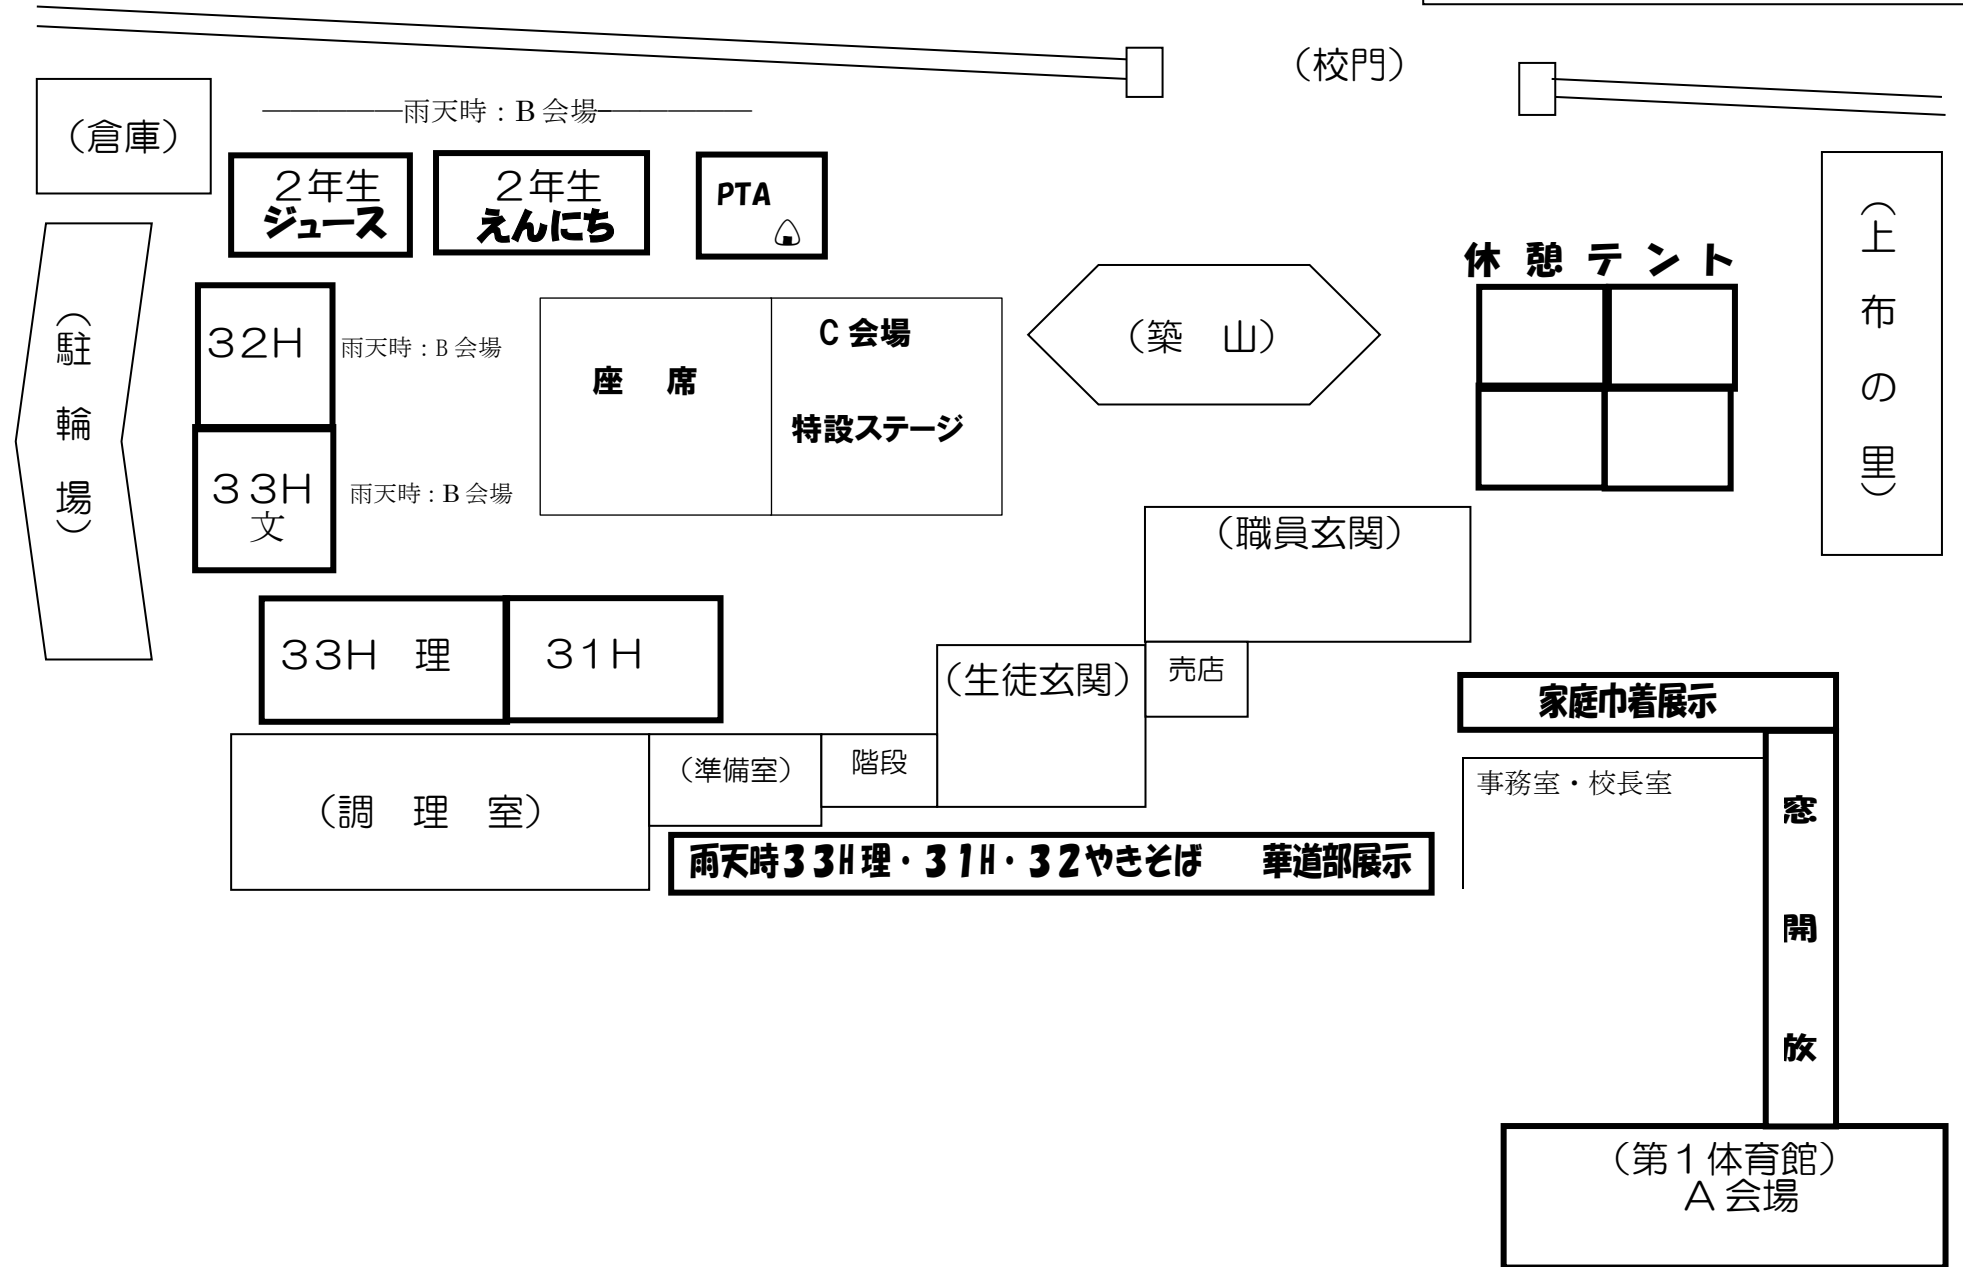 （校門）
（倉庫）
雨天時：B 会場
２年生
ジュース
２年生
えんにち
PTA
（上布の里）
休憩テント
（駐輪場）
３２H
雨天時：B 会場
座　席
C 会場
特設ステージ
（築　山）
３３H
文
雨天時：B 会場
（職員玄関）
３３H　理
３１H
（生徒玄関）
売店
家庭巾着展示
（調　理　室）
（準備室）
階段
事務室・校長室
窓開放
雨天時３３H理・３１H・３２やきそば　華道部展示
（第１体育館）
A 会場